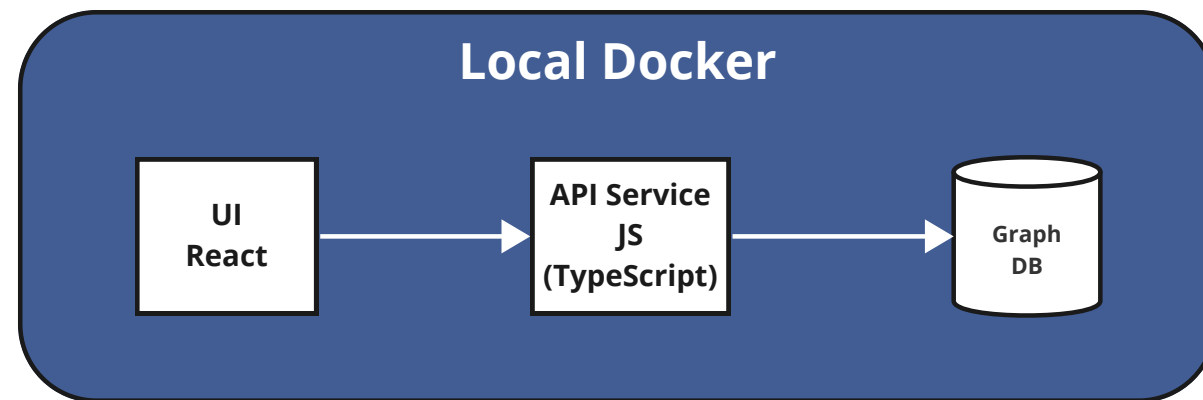 Local Docker
UI
React
API Service
JS
(TypeScript)
Graph
DB